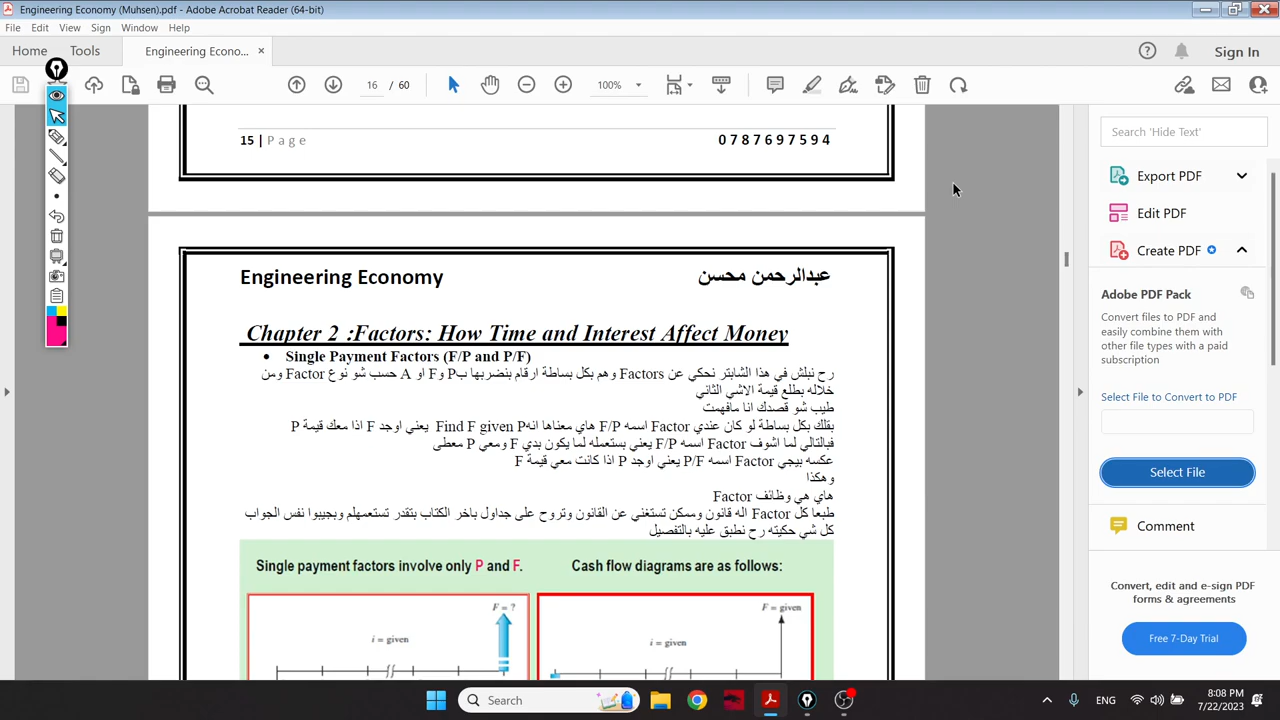 Engineering Economy (Muhsen).pdf - Adobe Acrobat Reader (64-bit)
File Edit View Sign Window Help
Home Tools Engineering Econo... ×
Sign In
16 / 60
100%
15 | Page 0787697594
Engineering Economy عبدالرحمن محسن
Chapter 2 :Factors: How Time and Interest Affect Money
• Single Payment Factors (F/P and P/F)
رح نبلش في هذا الشابتر نحكي عن Factors وهم بكل بساطة ارقام بنضربها بP وF او A حسب شو نوع Factor ومن
خلاله بطلع قيمة الاشي الثاني
طيب شو قصدك انا مافهمت
بقلك بكل بساطة لو كان عندي Factor اسمه F/P هاي معناها انه Find F given P يعني اوجد F اذا معك قيمة P
فبالتالي لما اشوف Factor اسمه F/P يعني بستعمله لما يكون بدي F ومعي P معطى
عكسه بيجي Factor اسمه P/F يعني اوجد P اذا كانت معي قيمة F
وهكذا
هاي هي وظائف Factor
طبعا كل Factor اله قانون وممكن تستغني عن القانون وتروح على جداول باخر الكتاب بتقدر تستعملهم وبجيبوا نفس الجواب
كل شي حكيته رح نطبق عليه بالتفصيل
Single payment factors involve only P and F. Cash flow diagrams are as follows:
F = ?
i = given
F = given
i = given
Search 'Hide Text'
Export PDF
Edit PDF
Create PDF
Adobe PDF Pack
Convert files to PDF and
easily combine them with
other file types with a paid
subscription
Select File to Convert to PDF
Select File
Comment
Convert, edit and e-sign PDF
forms & agreements
Free 7-Day Trial
Search
ENG
8:08 PM
7/22/2023